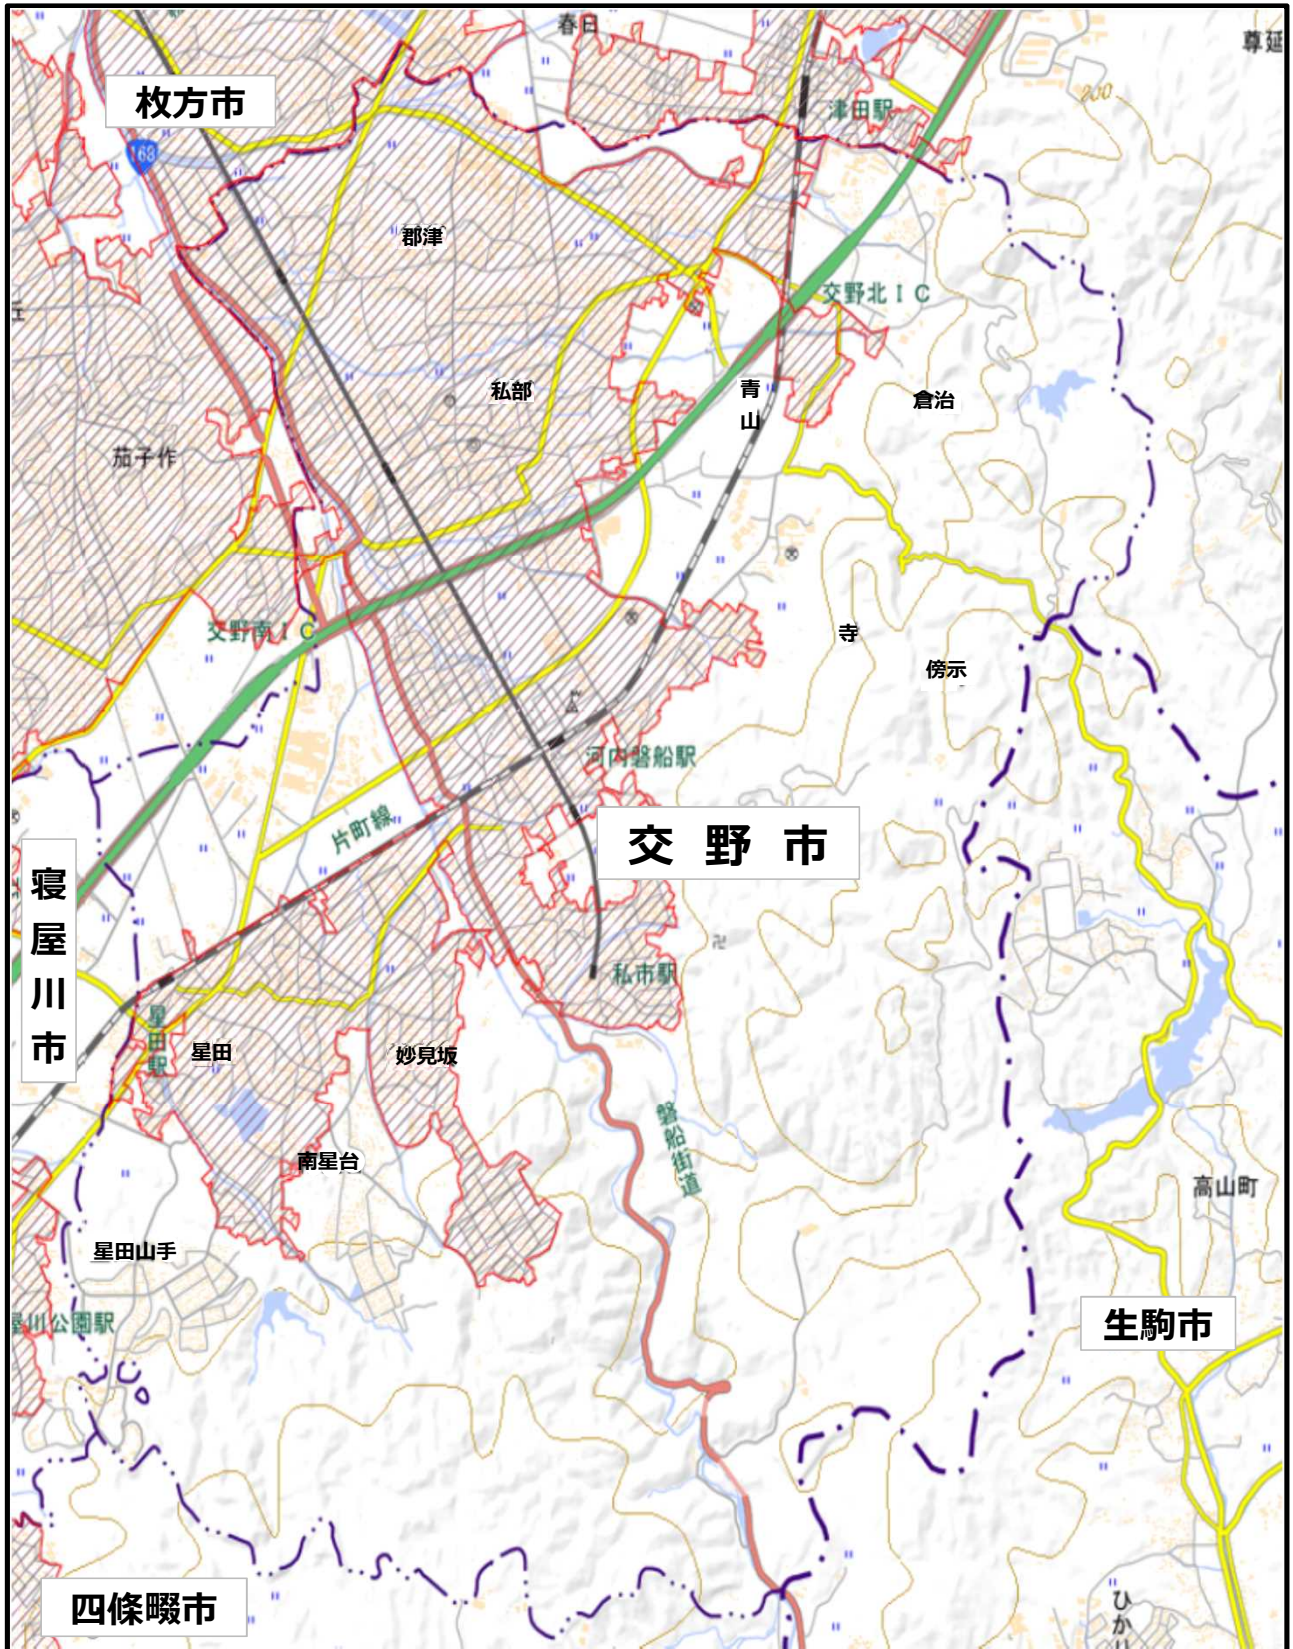 春日
尊延
枚方市
200
津田駅
168
郡津
交野北ＩＣ
私部
青山
倉治
茄子作
交野南ＩＣ
寺
傍示
河内磐船駅
片町線
交野市
寝屋川市
私市駅
星田駅
星田
妙見坂
磐船街道
南星台
高山町
星田山手
屋川公園駅
生駒市
四條畷市
ひか